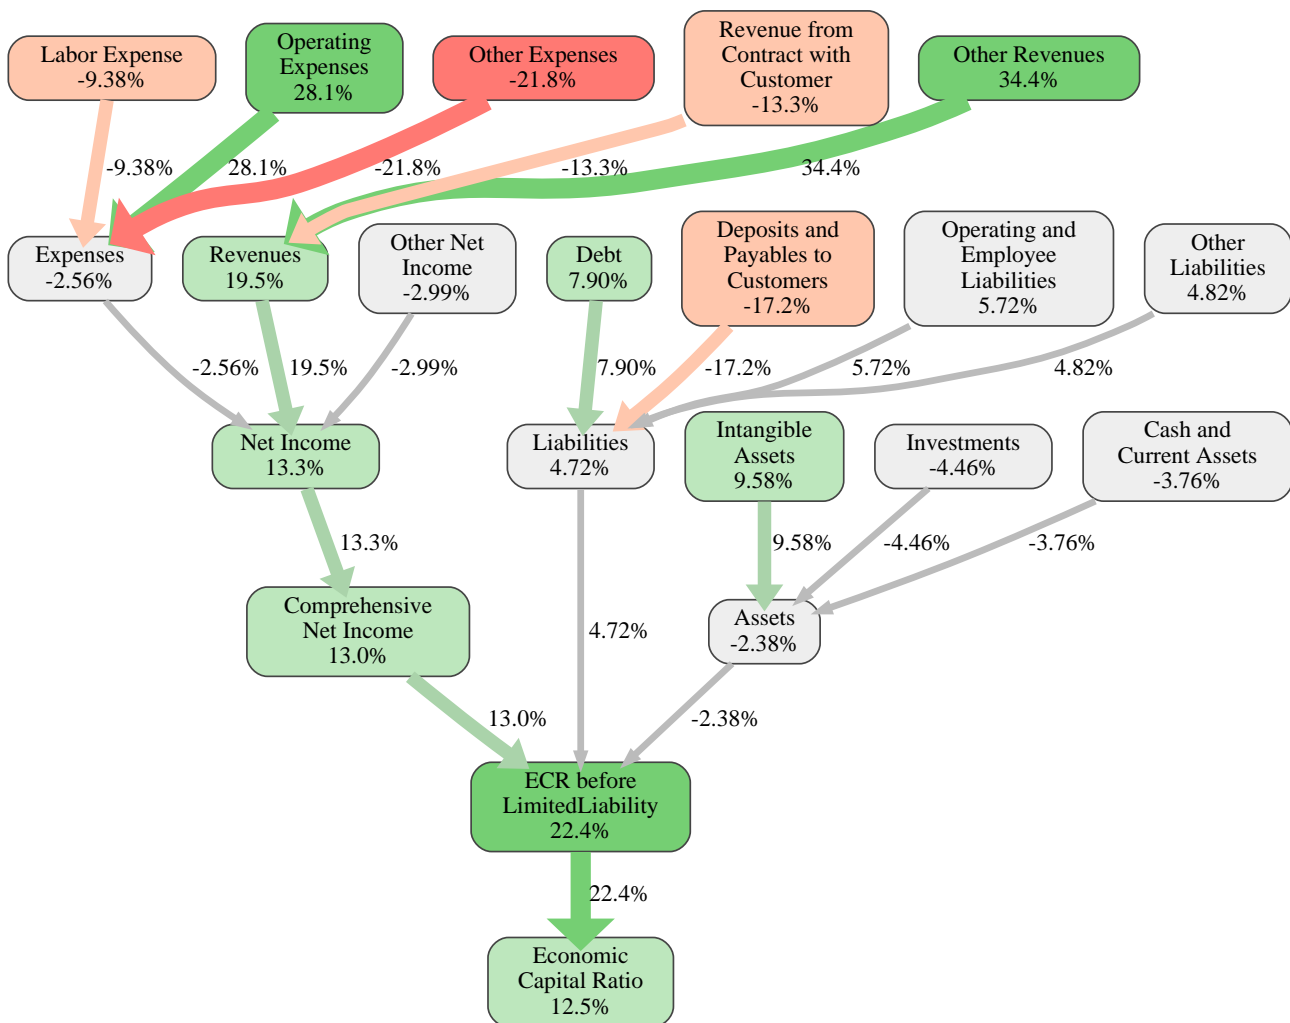 Labor Expense
-9.38%
Operating
Expenses
28.1%
Other Expenses
-21.8%
Revenue from
Contract with
Customer
-13.3%
Other Revenues
34.4%
-9.38%
28.1%
-21.8%
-13.3%
34.4%
Expenses
-2.56%
Revenues
19.5%
Other Net
Income
-2.99%
Debt
7.90%
Deposits and
Payables to
Customers
-17.2%
Operating and
Employee
Liabilities
5.72%
Other
Liabilities
4.82%
-2.56%
19.5%
-2.99%
7.90%
-17.2%
5.72%
4.82%
Net Income
13.3%
Liabilities
4.72%
Intangible
Assets
9.58%
Investments
-4.46%
Cash and
Current Assets
-3.76%
13.3%
9.58%
-4.46%
-3.76%
Comprehensive
Net Income
13.0%
4.72%
Assets
-2.38%
13.0%
-2.38%
ECR before
LimitedLiability
22.4%
22.4%
Economic
Capital Ratio
12.5%